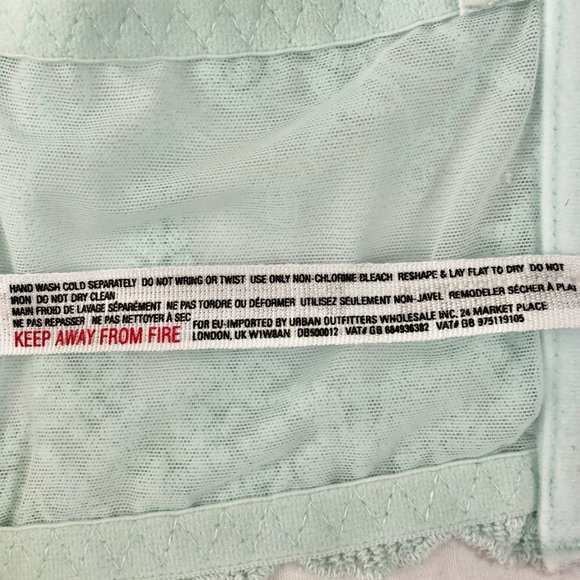 HAND WASH COLD SEPARATELY DO NOT WRING OR TWIST USE ONLY NON-CHLORINE BLEACH RESHAPE & LAY FLAT TO DRY DO NOT
IRON DO NOT DRY CLEAN
MAIN FROID DE LAVAGE SÉPARÉMENT NE PAS TORDRE OU DÉFORMER UTILISEZ SEULEMENT NON-JAVEL REMODELER SÉCHER À PLAT
NE PAS REPASSER NE PAS NETTOYER À SEC
KEEP AWAY FROM FIRE
FOR EU-IMPORTED BY URBAN OUTFITTERS WHOLESALE INC. 24 MARKET PLACE
LONDON, UK W1W8AN DB500012 VAT# GB 684936382 VAT# GB 975119105